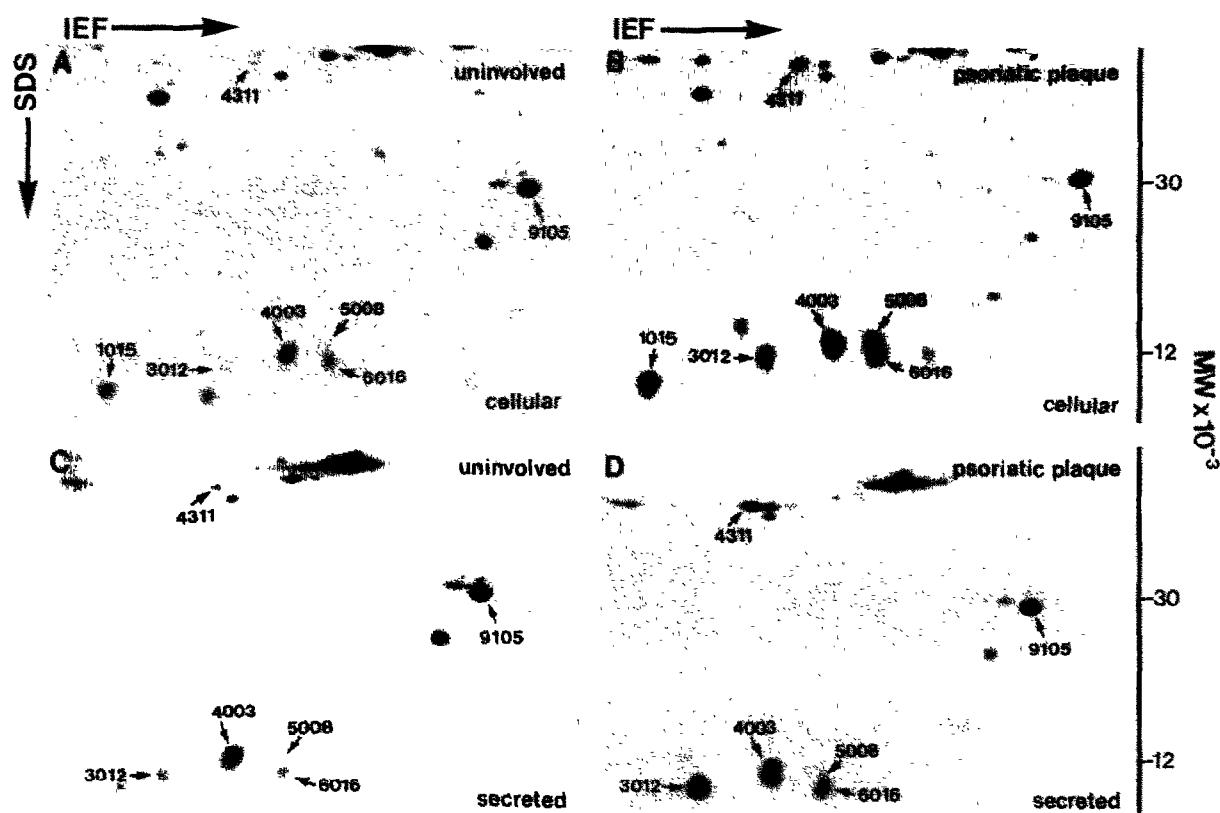 IEF
IEF
SDS
A
uninvolved
4311
9105
4003
5008
1015
3012
6016
cellular
B
psoriatic plaque
4311
9105
4003
5008
1015
3012
6016
cellular
-30
-12
MW x 10⁻³
C
uninvolved
4311
9105
4003
5008
3012
6016
secreted
D
psoriatic plaque
4311
9105
4003
5008
3012
6016
secreted
-30
-12